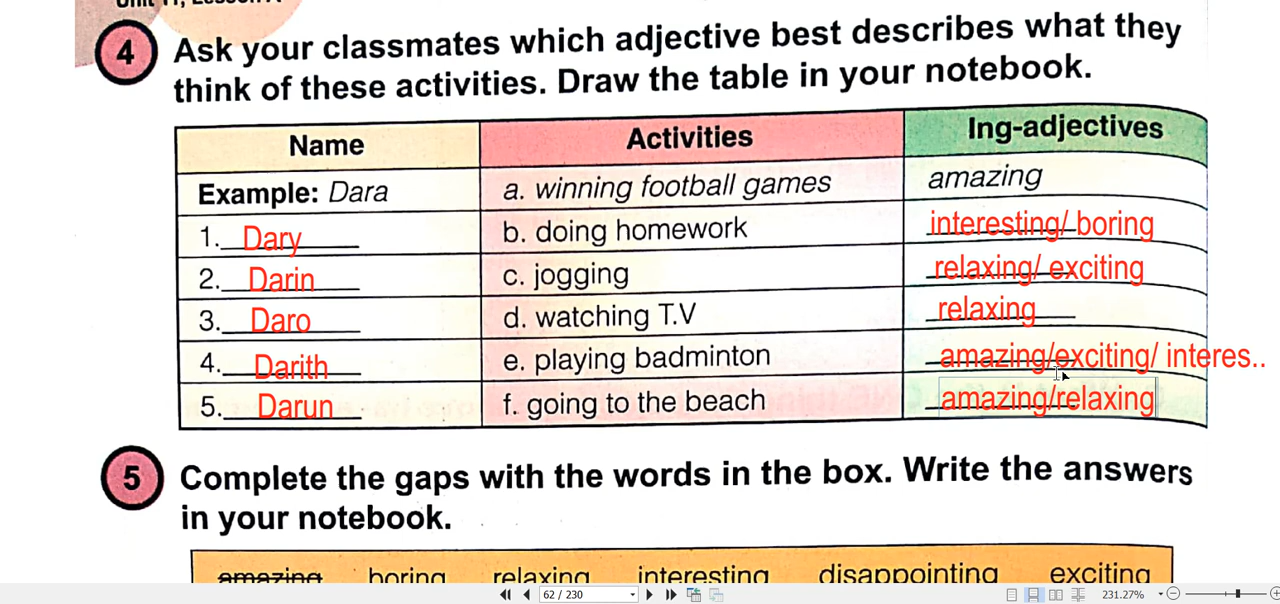 4 Ask your classmates which adjective best describes what they
think of these activities. Draw the table in your notebook.
Name Activities Ing-adjectives
Example: Dara a. winning football games amazing
1. Dary b. doing homework interesting/ boring
2. Darin c. jogging relaxing/ exciting
3. Daro d. watching T.V relaxing
4. Darith e. playing badminton amazing/exciting/ interes..
5. Darun f. going to the beach amazing/relaxing
5 Complete the gaps with the words in the box. Write the answers
in your notebook.
amazing boring relaxing interesting disappointing exciting
62 / 230 231.27%